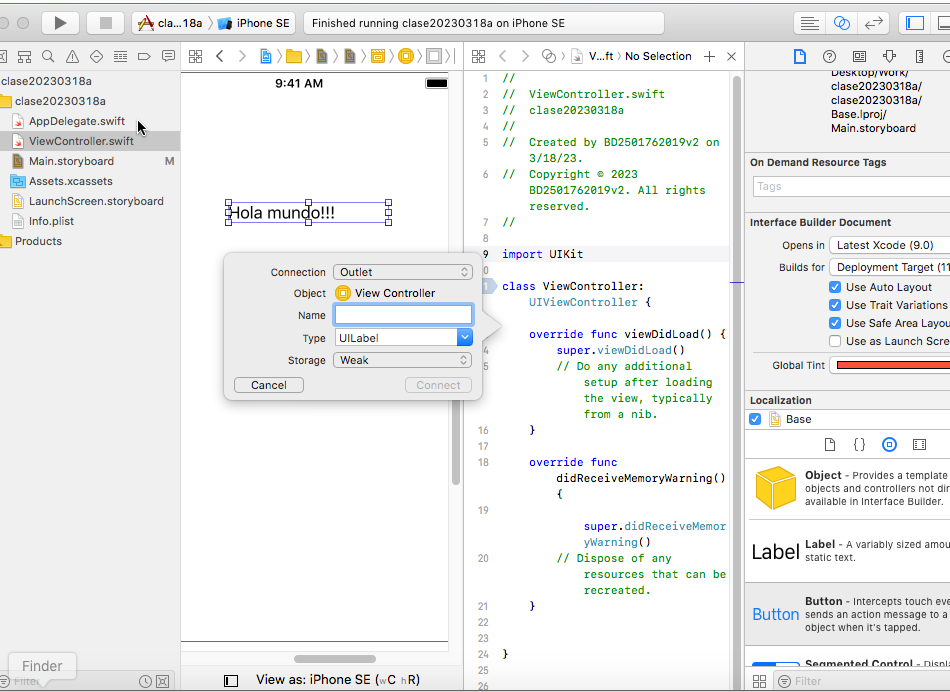 cla...18a
iPhone SE
Finished running clase20230318a on iPhone SE
V...ft
No Selection
clase20230318a
clase20230318a
AppDelegate.swift
ViewController.swift
Main.storyboard
M
Assets.xcassets
LaunchScreen.storyboard
Info.plist
Products
Finder
Filter
9:41 AM
Hola mundo!!!
Connection
Outlet
Object
View Controller
Name
Type
UILabel
Storage
Weak
Cancel
Connect
View as: iPhone SE (wC hR)
1 //
2 // ViewController.swift
3 // clase20230318a
4 //
5 // Created by BD2501762019v2 on
3/18/23.
6 // Copyright © 2023
BD2501762019v2. All rights
reserved.
7 //
8
9 import UIKit
class ViewController:
UIViewController {
override func viewDidLoad() {
super.viewDidLoad()
// Do any additional
setup after loading
the view, typically
from a nib.
16 }
17
18 override func
didReceiveMemoryWarning()
{
19
super.didReceiveMemor
yWarning()
20 // Dispose of any
resources that can be
recreated.
21 }
22
23
24 }
25
26
Desktop/Work/
clase20230318a/
clase20230318a/
Base.lproj/
Main.storyboard
On Demand Resource Tags
Tags
Interface Builder Document
Opens in
Latest Xcode (9.0)
Builds for
Deployment Target (11
Use Auto Layout
Use Trait Variations
Use Safe Area Layou
Use as Launch Scre
Global Tint
Localization
Base
{}
Object - Provides a template
objects and controllers not dir
available in Interface Builder.
Label
Label - A variably sized amou
static text.
Button
Button - Intercepts touch eve
sends an action message to a
object when it's tapped.
Segmented Control - Displa
Filter